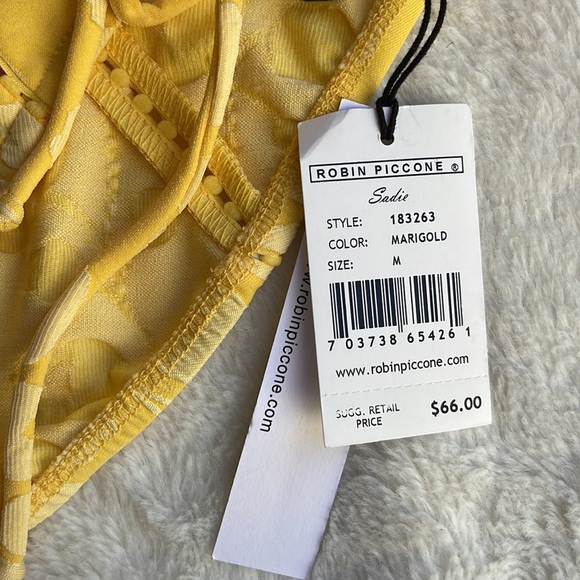 ROBIN PICCONE ®
Sadie
STYLE: 183263
COLOR: MARIGOLD
SIZE: M
7 03738 65426 1
www.robinpiccone.com
SUGG. RETAIL PRICE $66.00
www.robinpiccone.com